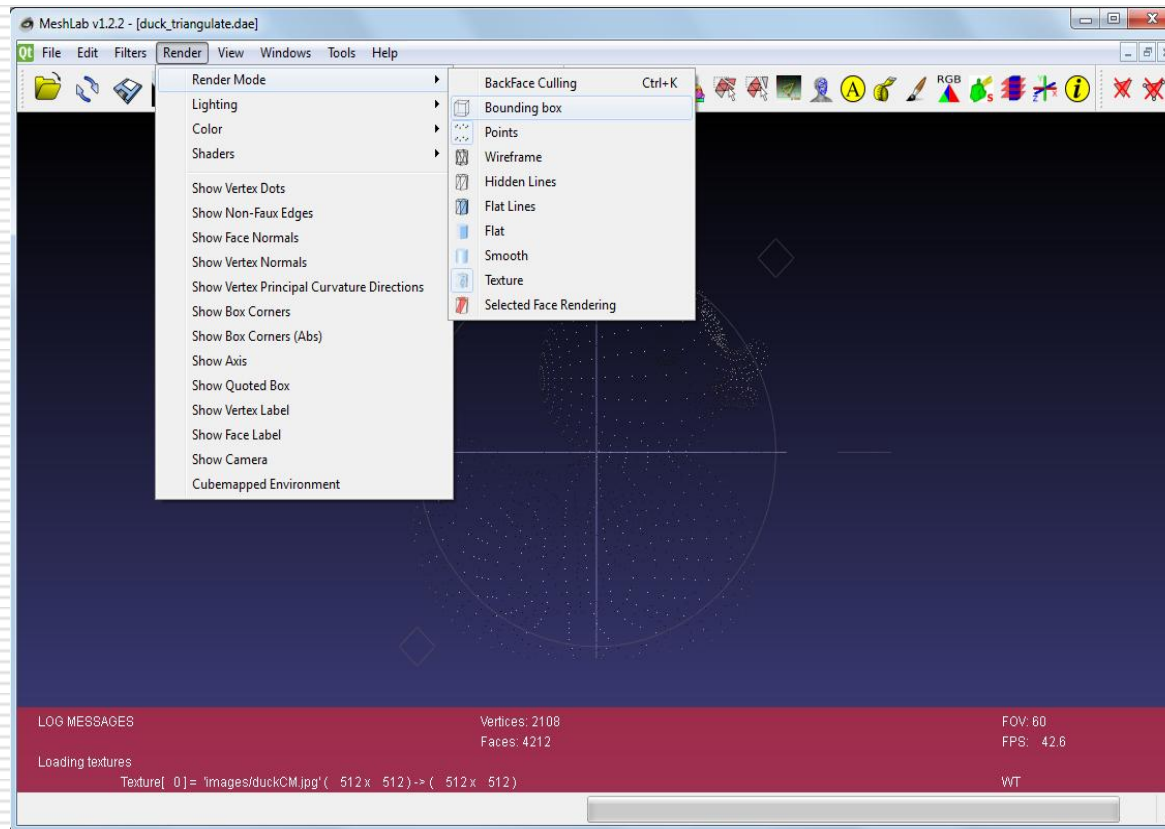 MeshLab v1.2.2 - [duck_triangulate.dae]
Qt File Edit Filters Render View Windows Tools Help
A RGB s i
Render Mode
Lighting
Color
Shaders
Show Vertex Dots
Show Non-Faux Edges
Show Face Normals
Show Vertex Normals
Show Vertex Principal Curvature Directions
Show Box Corners
Show Box Corners (Abs)
Show Axis
Show Quoted Box
Show Vertex Label
Show Face Label
Show Camera
Cubemapped Environment
BackFace Culling Ctrl+K
Bounding box
Points
Wireframe
Hidden Lines
Flat Lines
Flat
Smooth
Texture
Selected Face Rendering
LOG MESSAGES Vertices: 2108 FOV: 60
Faces: 4212 FPS: 42.6
Loading textures
Texture[ 0]= 'images/duckCM.jpg' ( 512 x 512 ) -> ( 512 x 512 ) WT